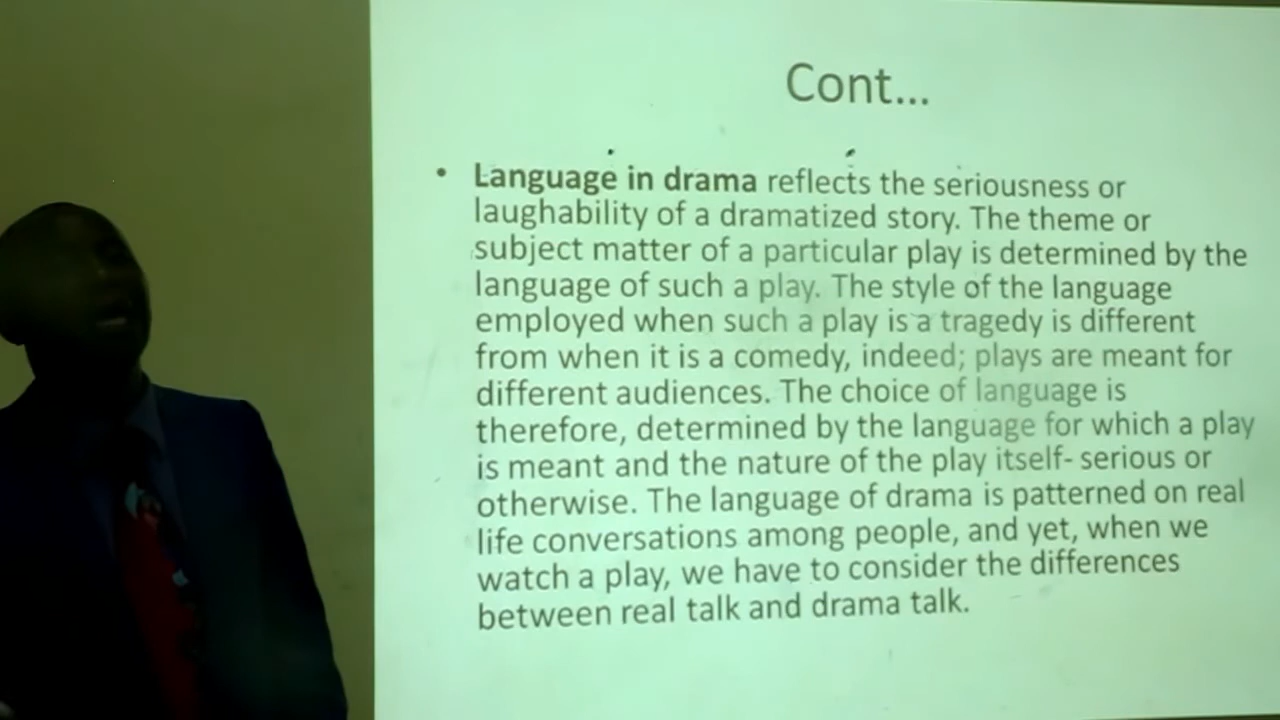 Cont...
• Language in drama reflects the seriousness or
laughability of a dramatized story. The theme or
subject matter of a particular play is determined by the
language of such a play. The style of the language
employed when such a play is a tragedy is different
from when it is a comedy, indeed; plays are meant for
different audiences. The choice of language is
therefore, determined by the language for which a play
is meant and the nature of the play itself- serious or
otherwise. The language of drama is patterned on real
life conversations among people, and yet, when we
watch a play, we have to consider the differences
between real talk and drama talk.